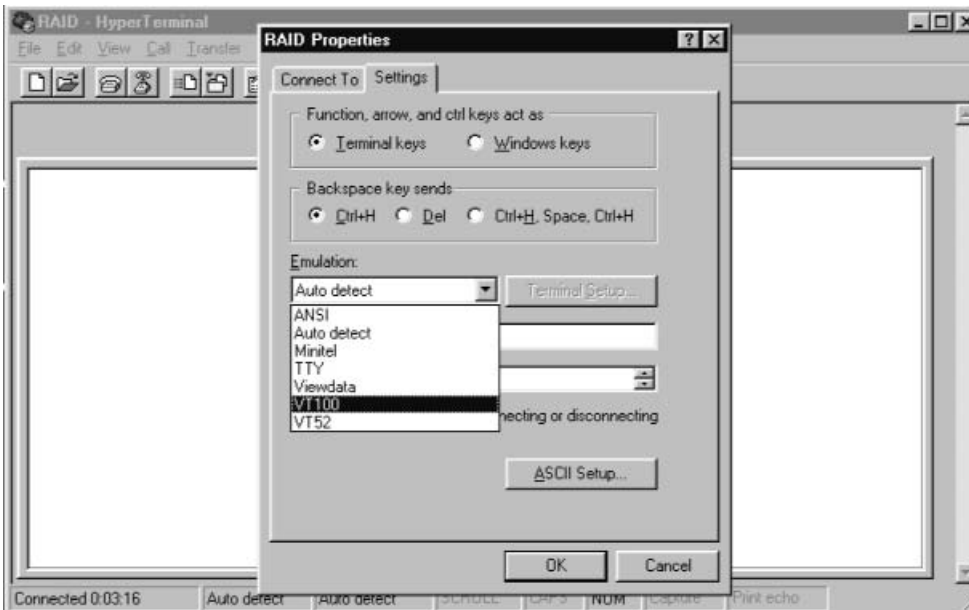 RAID - HyperTerminal
File Edit View Call Transfer
RAID Properties
Connect To Settings
Function, arrow, and ctrl keys act as
Terminal keys Windows keys
Backspace key sends
Ctrl+H Del Ctrl+H, Space, Ctrl+H
Emulation:
Auto detect Terminal Setup...
ANSI
Auto detect
Minitel
TTY
Viewdata
VT100
VT52
necting or disconnecting
ASCII Setup...
OK Cancel
Connected 0:03:16 Auto detect Auto detect SCROLL CAPS NUM Capture Print echo